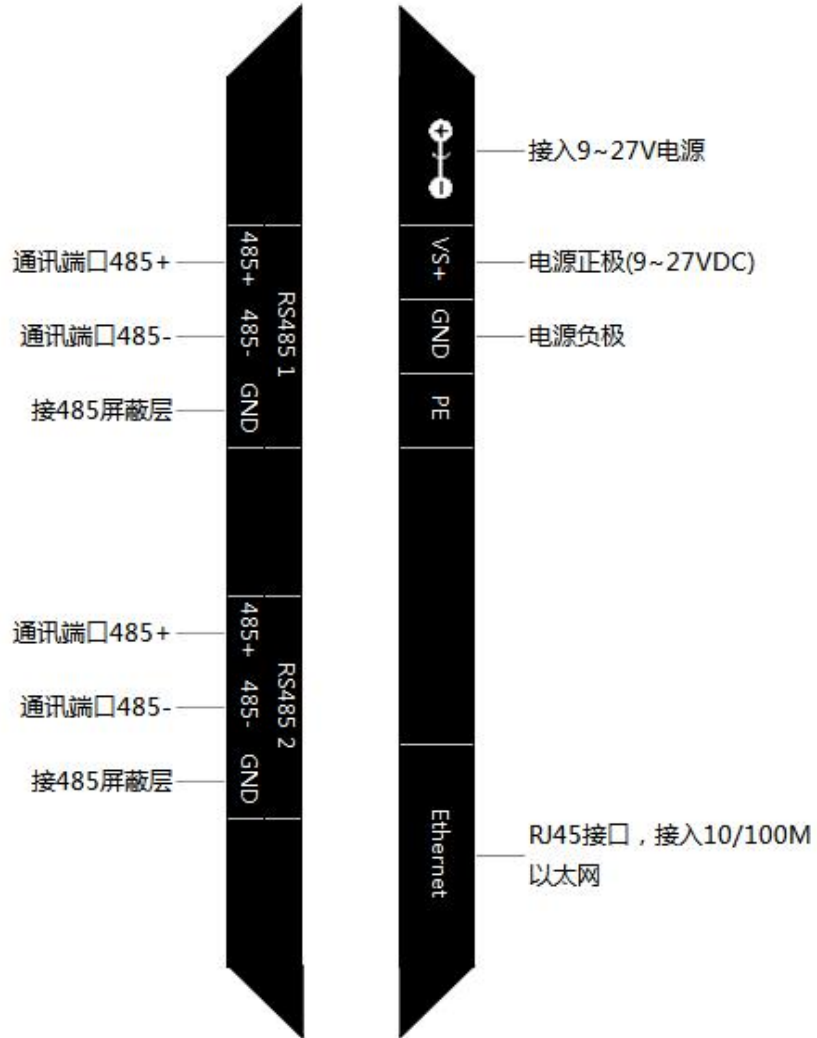 通讯端口485+
通讯端口485-
接485屏蔽层
485+ 485- GND
RS485 1
通讯端口485+
通讯端口485-
接485屏蔽层
485+ 485- GND
RS485 2
接入9~27V电源
VS+
电源正极(9~27VDC)
GND
电源负极
PE
Ethernet
RJ45接口，接入10/100M
以太网